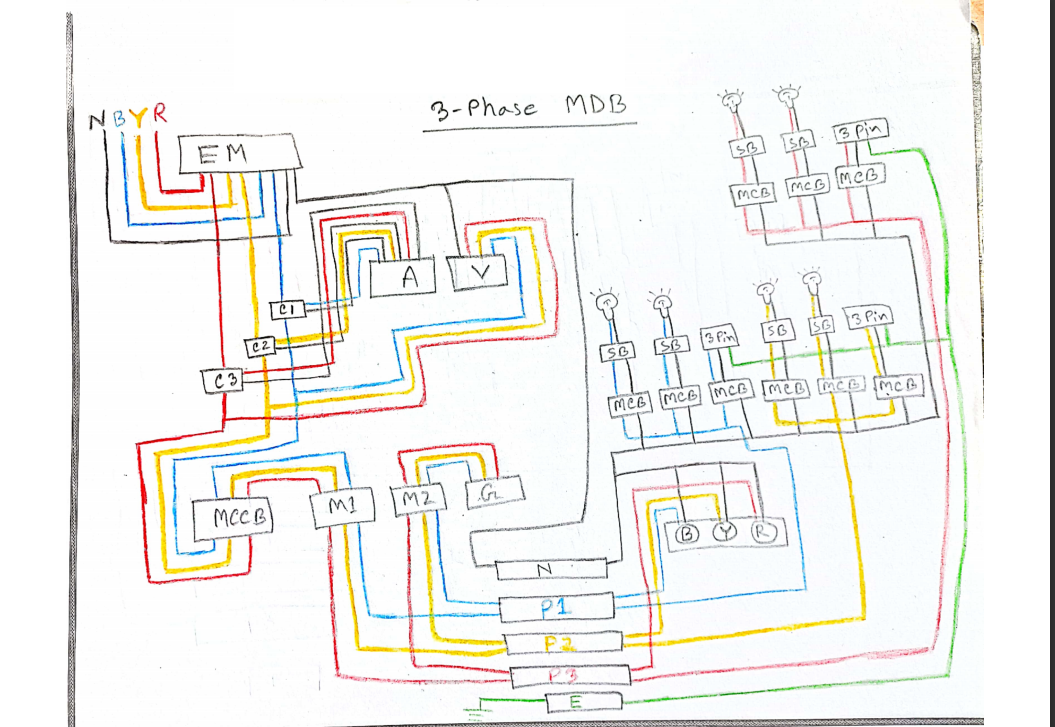 3-Phase MDB
N B Y R
EM
A
V
C1
C2
C3
MCCB
M1
M2
G
SB
SB
3 Pin
MCB
MCB
MCB
SB
SB
3 Pin
SB
SB
3 Pin
MCB
MCB
MCB
MCB
MCB
MCB
B Y R
N
P1
P2
P3
E